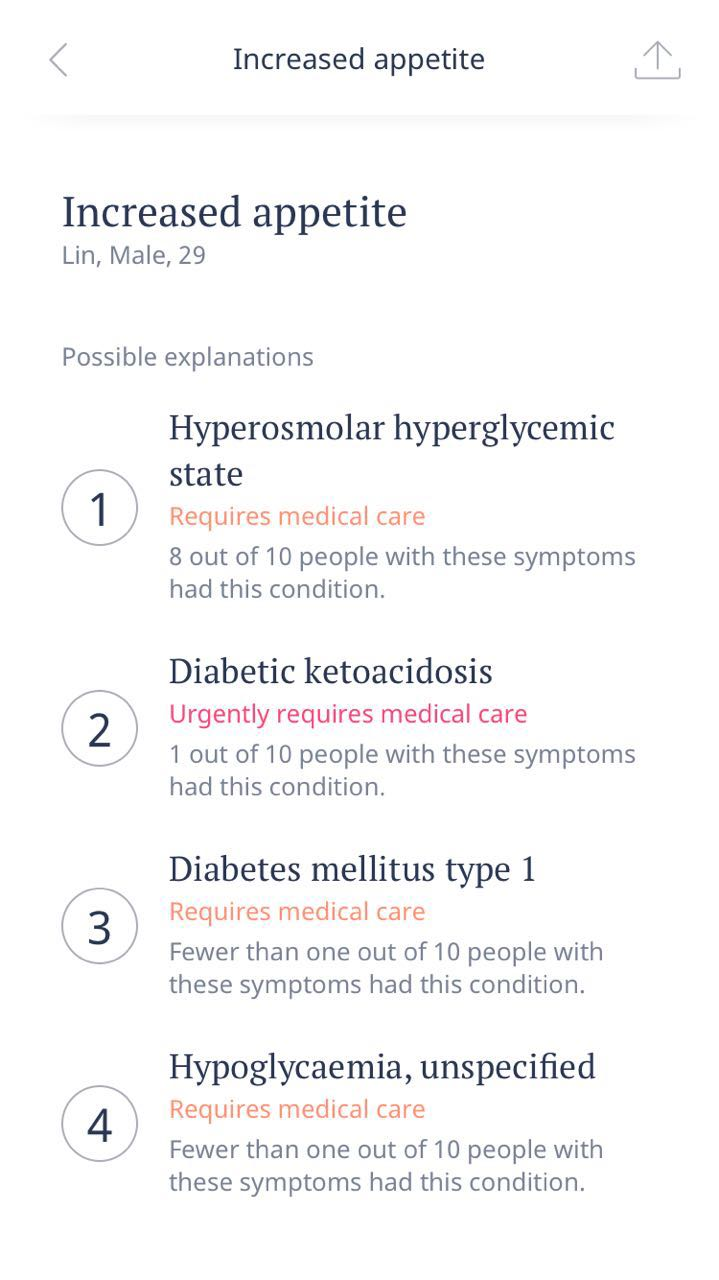 Increased appetite
Increased appetite
Lin, Male, 29
Possible explanations
Hyperosmolar hyperglycemic
state
1
Requires medical care
8 out of 10 people with these symptoms
had this condition.
Diabetic ketoacidosis
2
Urgently requires medical care
1 out of 10 people with these symptoms
had this condition.
Diabetes mellitus type 1
3
Requires medical care
Fewer than one out of 10 people with
these symptoms had this condition.
Hypoglycaemia, unspecified
4
Requires medical care
Fewer than one out of 10 people with
these symptoms had this condition.